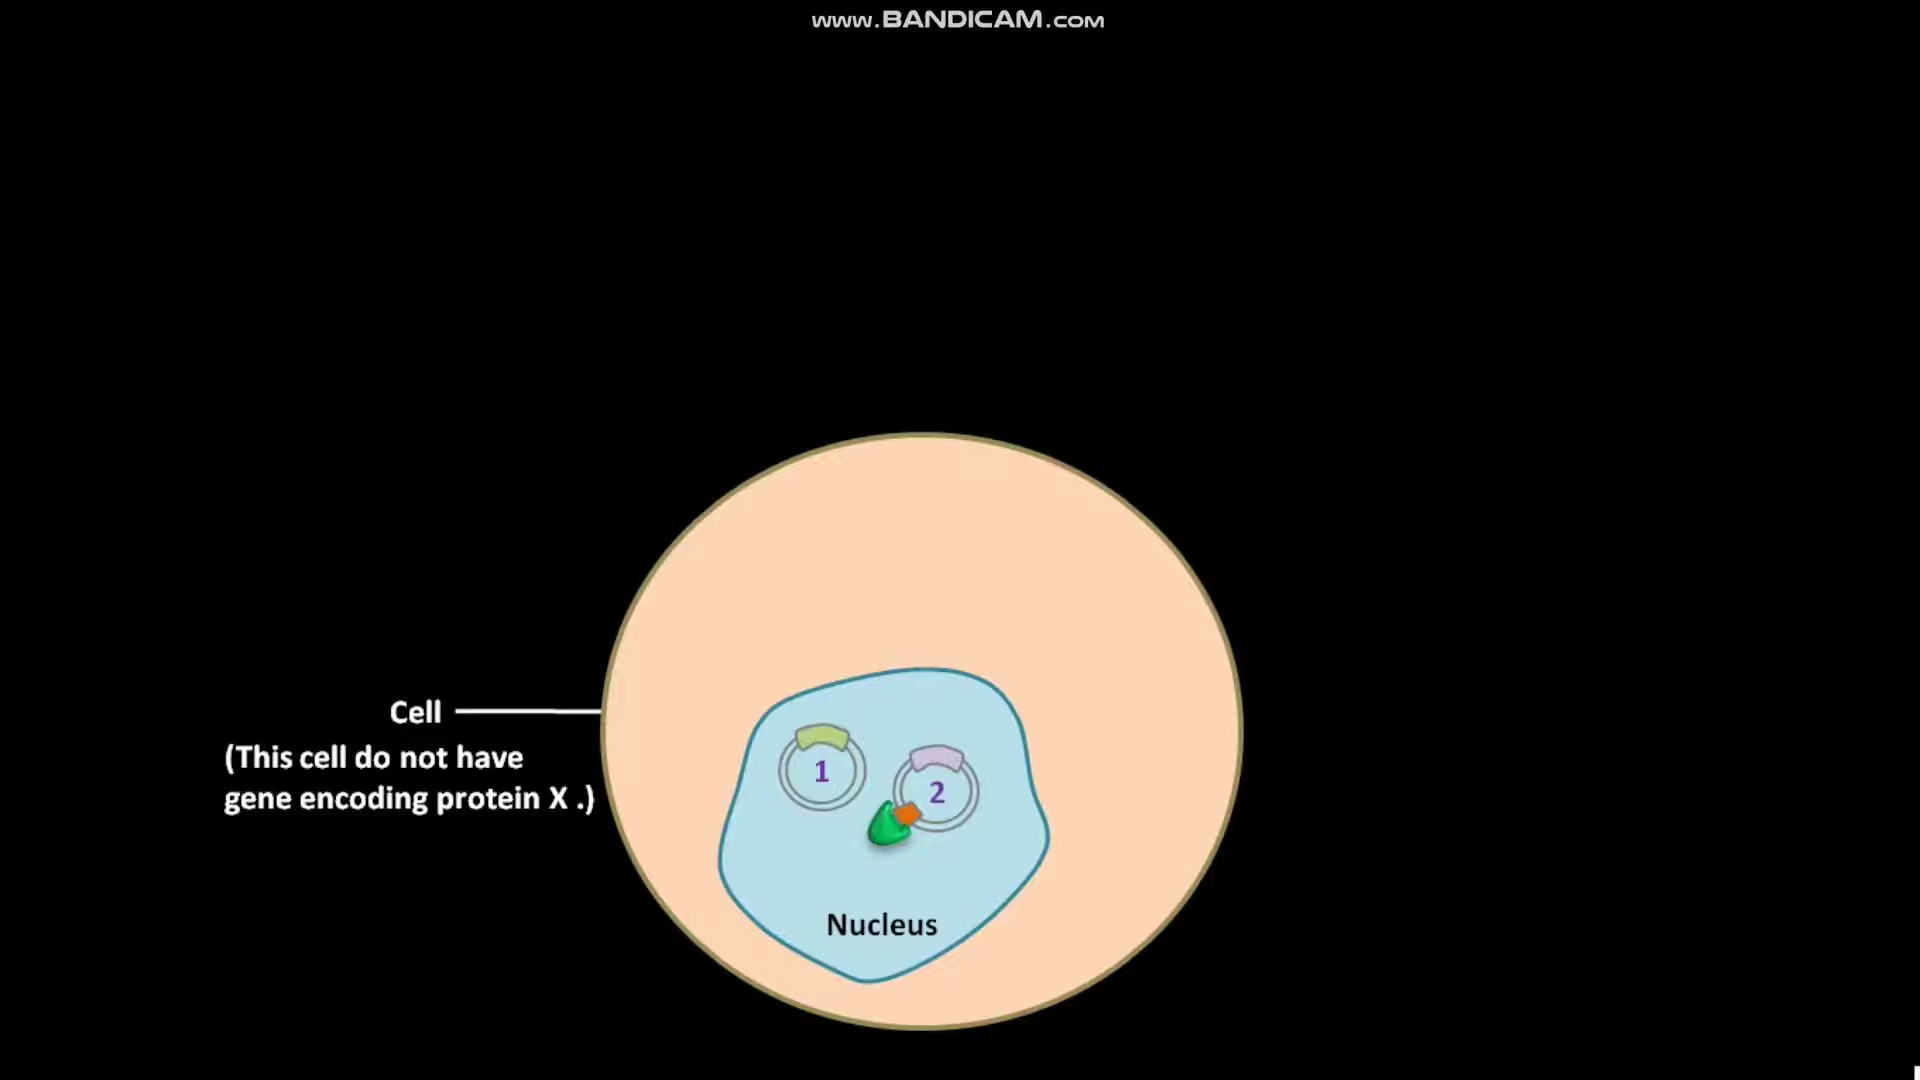 www.BANDICAM.com
Cell
(This cell do not have
gene encoding protein X .)
1
2
Nucleus